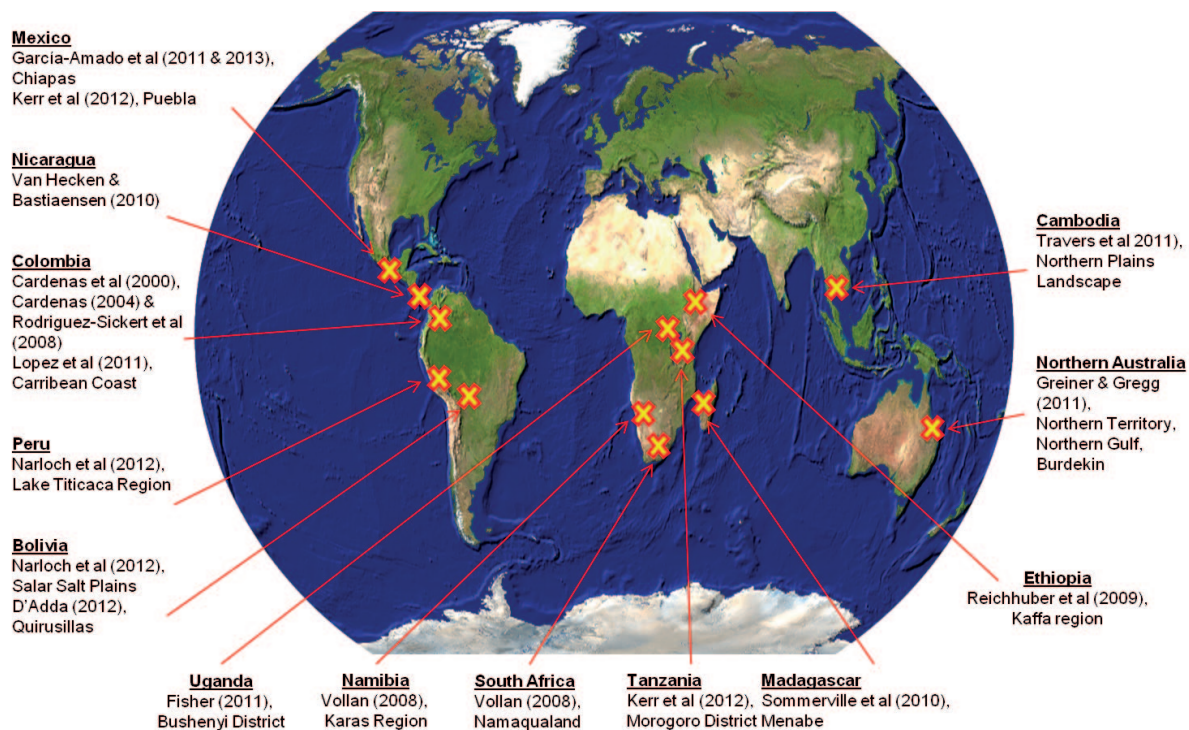 Mexico
García-Amado et al (2011 & 2013),
Chiapas
Kerr et al (2012), Puebla
Nicaragua
Van Hecken &
Bastiaensen (2010)
Colombia
Cardenas et al (2000),
Cardenas (2004) &
Rodriguez-Sickert et al
(2008)
Lopez et al (2011),
Carribean Coast
Peru
Narloch et al (2012),
Lake Titicaca Region
Bolivia
Narloch et al (2012),
Salar Salt Plains
D'Adda (2012),
Quirusillas
Uganda
Fisher (2011),
Bushenyi District
Namibia
Vollan (2008),
Karas Region
South Africa
Vollan (2008),
Namaqualand
Tanzania
Kerr et al (2012),
Morogoro District
Madagascar
Sommerville et al (2010),
Menabe
Ethiopia
Reichhuber et al (2009),
Kaffa region
Northern Australia
Greiner & Gregg
(2011),
Northern Territory,
Northern Gulf,
Burdekin
Cambodia
Travers et al 2011),
Northern Plains
Landscape